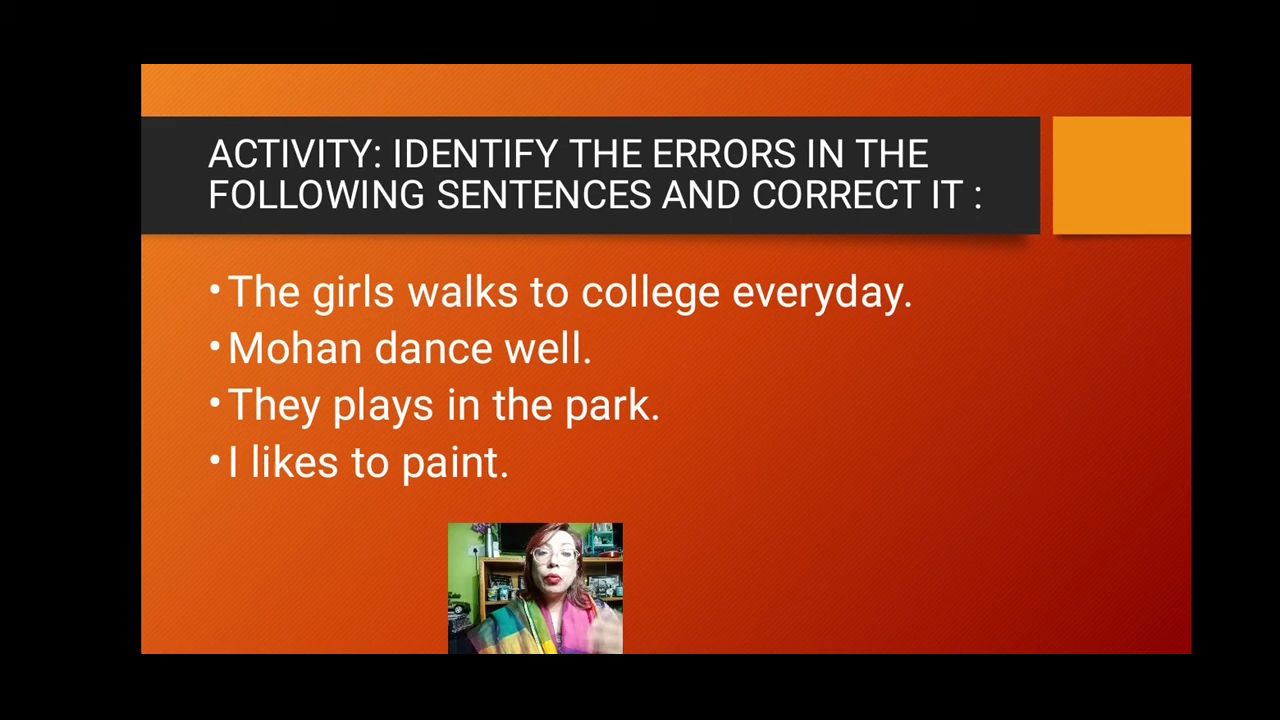 ACTIVITY: IDENTIFY THE ERRORS IN THE
FOLLOWING SENTENCES AND CORRECT IT :
•The girls walks to college everyday.
•Mohan dance well.
•They plays in the park.
•I likes to paint.